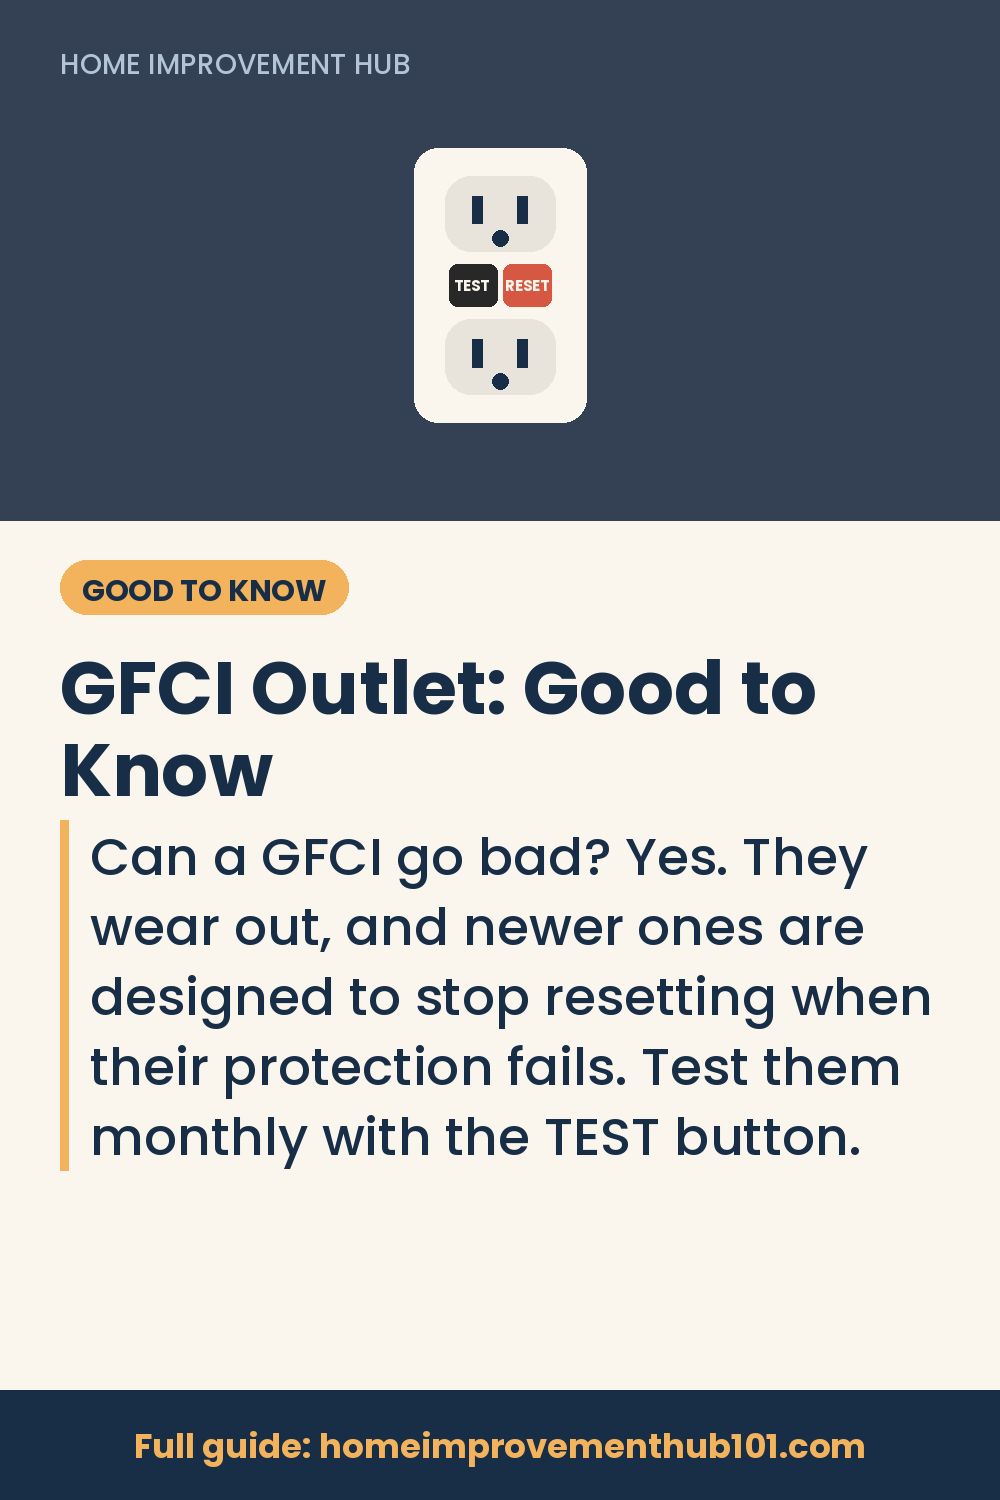 HOME IMPROVEMENT HUB
TEST RESET
GOOD TO KNOW
GFCI Outlet: Good to
Know
Can a GFCI go bad? Yes. They
wear out, and newer ones are
designed to stop resetting when
their protection fails. Test them
monthly with the TEST button.
Full guide: homeimprovementhub101.com